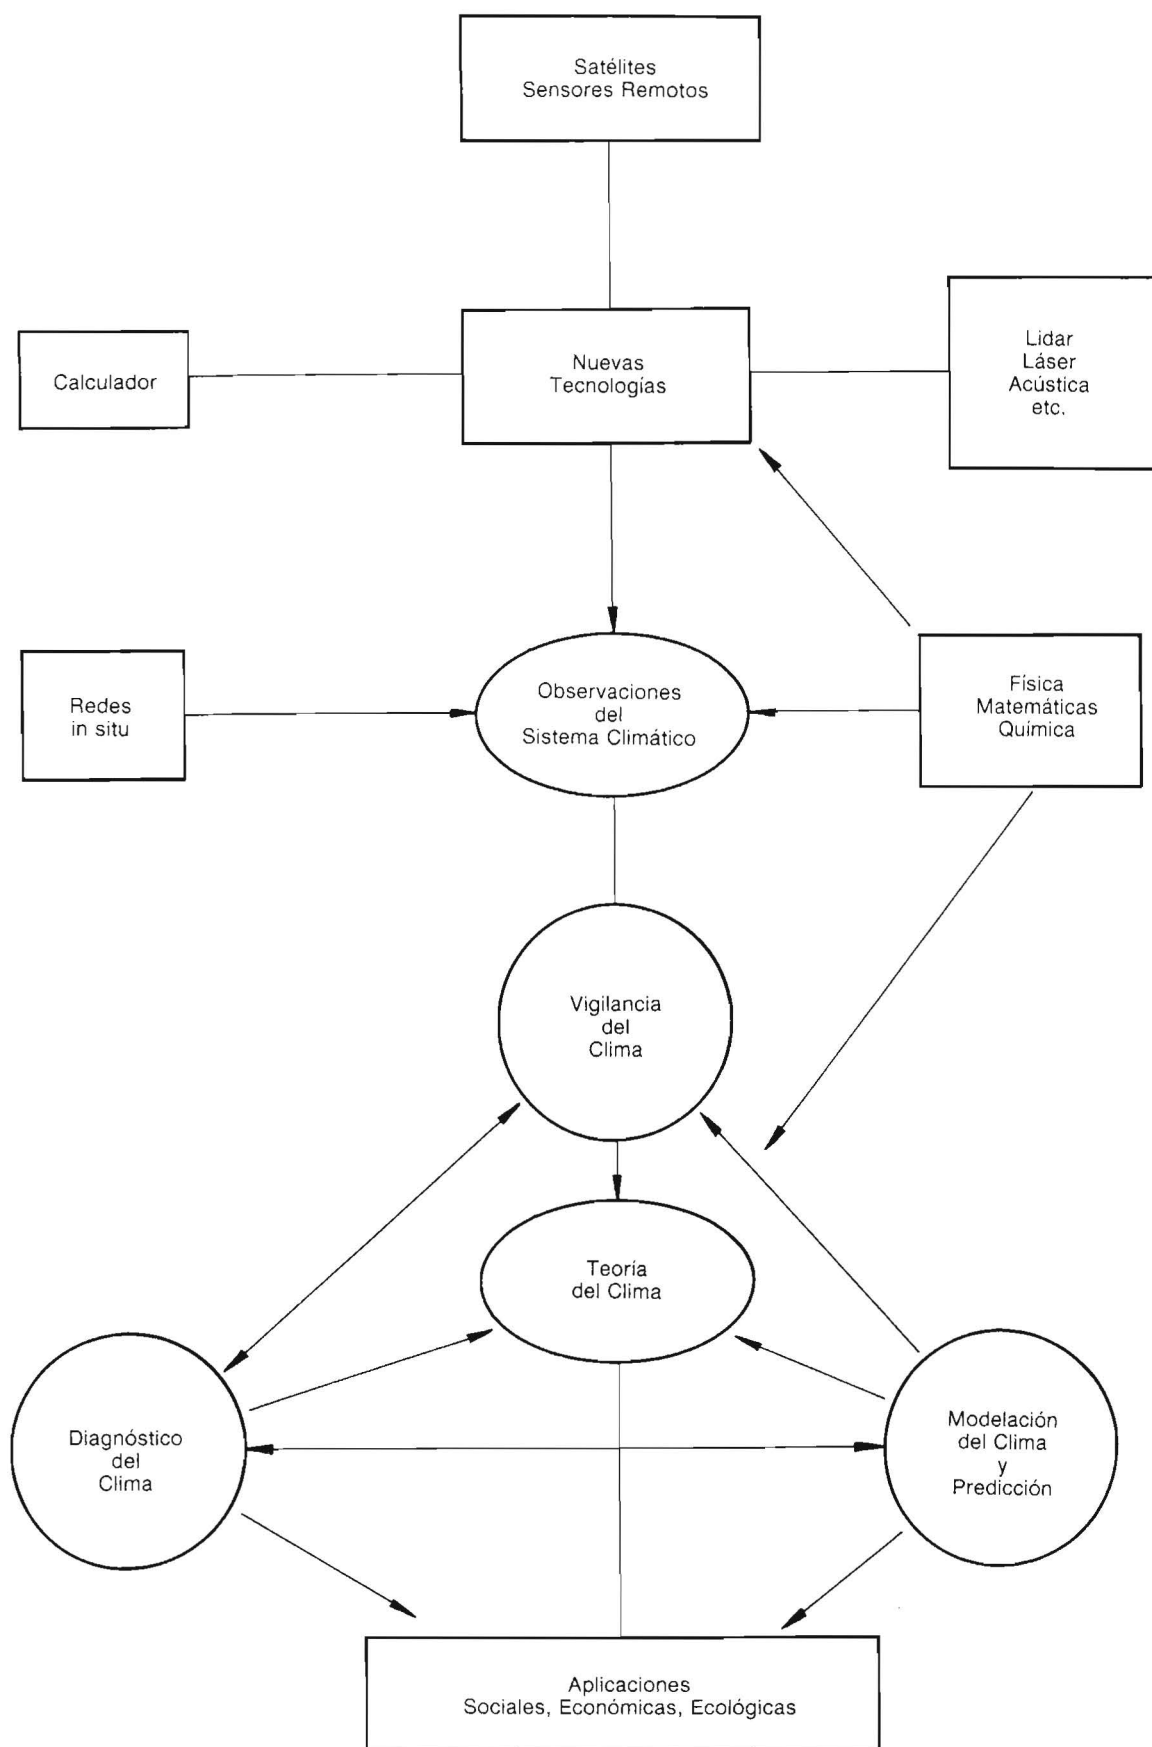 Satélites
Sensores Remotos
Calculador
Nuevas
Tecnologías
Lidar
Láser
Acústica
etc.
Redes
in situ
Observaciones
del
Sistema Climático
Física
Matemáticas
Química
Vigilancia
del
Clima
Teoría
del Clima
Diagnóstico
del
Clima
Modelación
del Clima
y
Predicción
Aplicaciones
Sociales, Económicas, Ecológicas